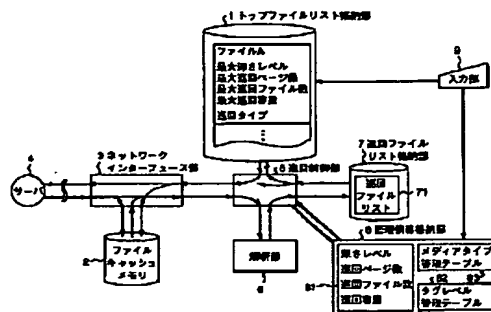 1 トップファイルリスト格納部
ファイルA
最大深さレベル
最大巡回ページ数
最大巡回ファイル数
最大巡回容量
巡回タイプ
9
入力部
3 ネットワーク
インターフェース部
5 巡回制御部
7 巡回ファイル
リスト格納部
4
サーバ
巡回
ファイル
リスト
71
2
ファイル
キャッシュ
メモリ
解析部
6
8 管理情報格納部
深さレベル
巡回ページ数
巡回ファイル数
巡回容量
81
メディアタイプ
管理テーブル
82
83
タグレベル
管理テーブル